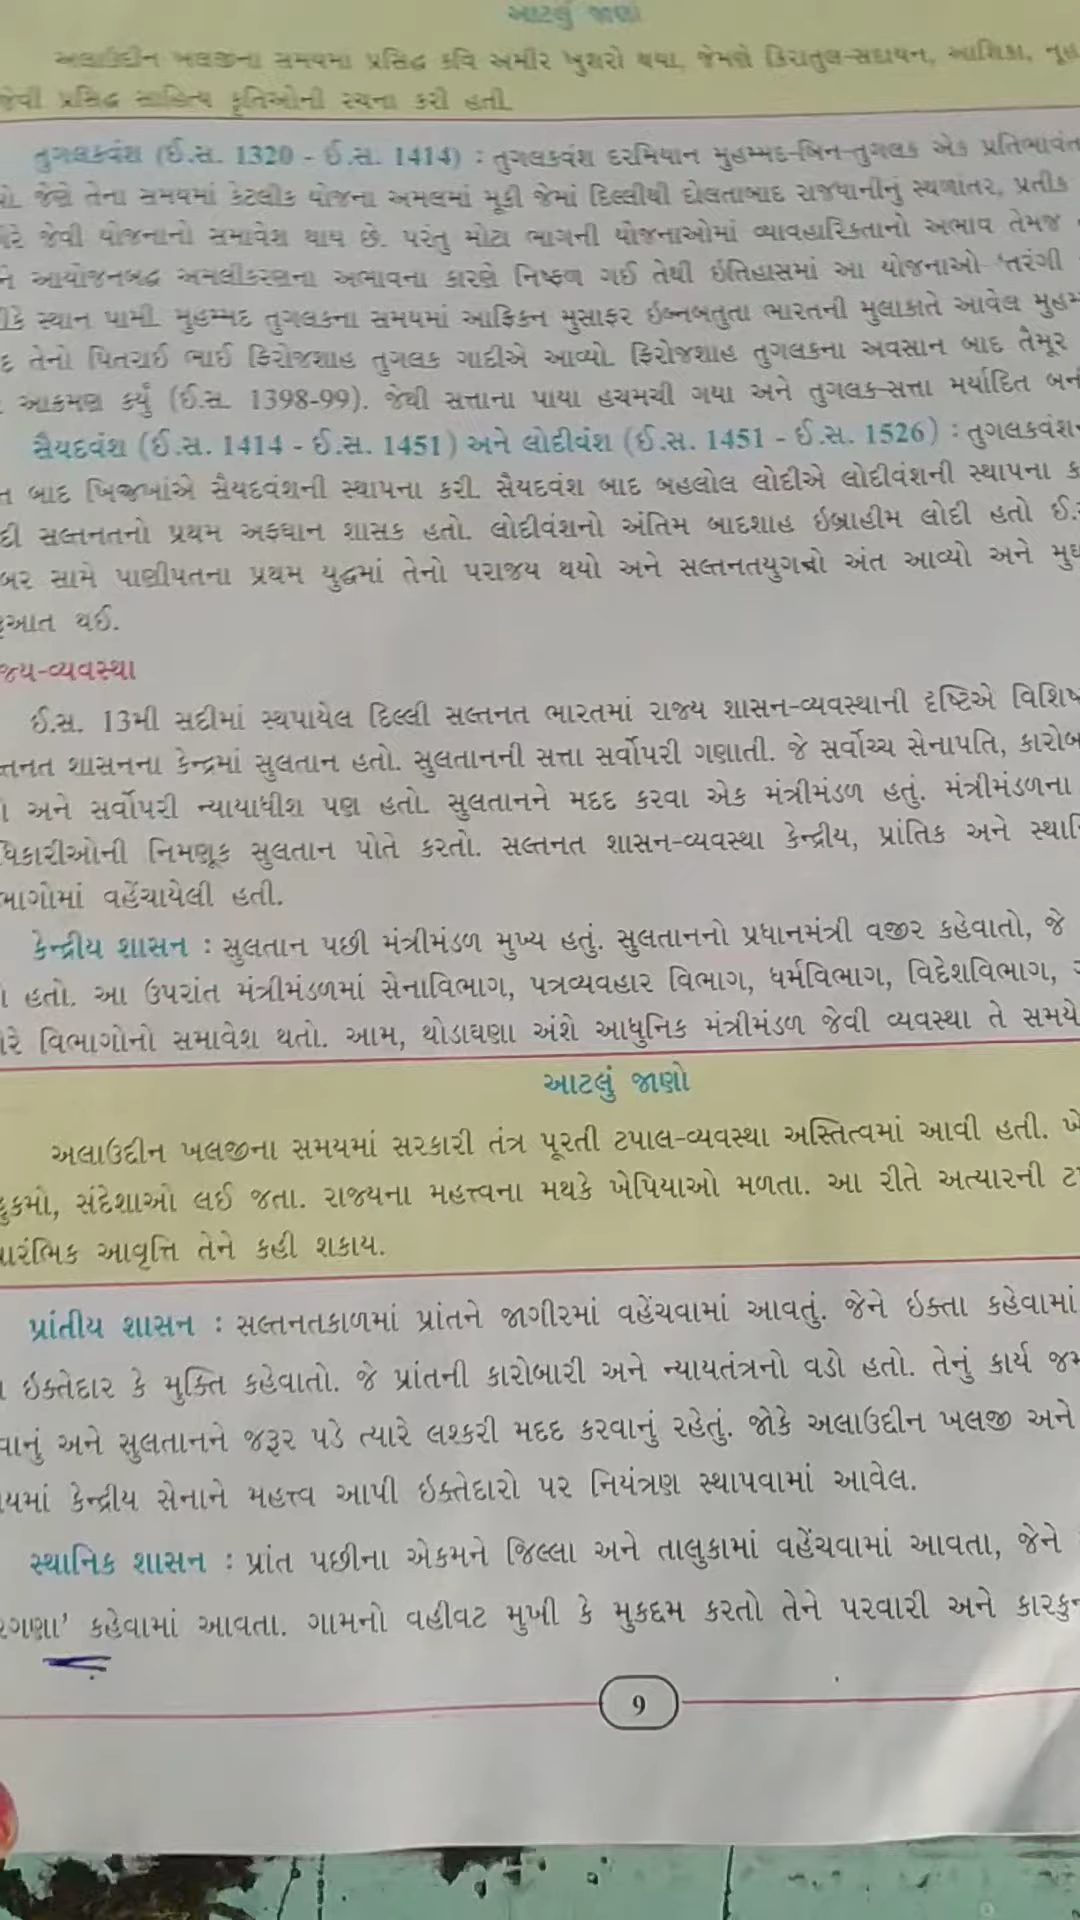 આટલું જાણો
અલાઉદ્દીન ખલજીના સમયમાં પ્રસિદ્ધ કવિ અમીર ખુશરો થયા, જેમણે કિરાતુલ-સદાયન, આશિકા, નૂહ
જેવી પ્રસિદ્ધ સાહિત્ય કૃતિઓની રચના કરી હતી.
તુગલકવંશ (ઈ.સ. 1320 - ઈ.સ. 1414) : તુગલકવંશ દરમિયાન મુહમ્મદ-બિન-તુગલક એક પ્રતિભાવંત
જેણે તેના સમયમાં કેટલીક યોજના અમલમાં મૂકી જેમાં દિલ્લીથી દોલતાબાદ રાજધાનીનું સ્થળાંતર, પ્રતીક
જેવી યોજનાનો સમાવેશ થાય છે. પરંતુ મોટા ભાગની યોજનાઓમાં વ્યાવહારિકતાનો અભાવ તેમજ
આયોજનબદ્ધ અમલીકરણના અભાવના કારણે નિષ્ફળ ગઈ તેથી ઇતિહાસમાં આ યોજનાઓ 'તરંગી
સ્થાન પામી. મુહમ્મદ તુગલકના સમયમાં આફ્રિકન મુસાફર ઇબ્નબતુતા ભારતની મુલાકાતે આવેલ મુહમ
તેનો પિતરાઈ ભાઈ ફિરોજશાહ તુગલક ગાદીએ આવ્યો. ફિરોજશાહ તુગલકના અવસાન બાદ તૈમૂર
આક્રમણ કર્યું (ઈ.સ. 1398-99). જેથી સત્તાના પાયા હચમચી ગયા અને તુગલક-સત્તા મર્યાદિત બની
સૈયદવંશ (ઈ.સ. 1414 - ઈ.સ. 1451) અને લોદીવંશ (ઈ.સ. 1451 - ઈ.સ. 1526) : તુગલકવંશ
ત બાદ ખિજ્રખાંએ સૈયદવંશની સ્થાપના કરી. સૈયદવંશ બાદ બહલોલ લોદીએ લોદીવંશની સ્થાપના ક
દી સલ્તનતનો પ્રથમ અફઘાન શાસક હતો. લોદીવંશનો અંતિમ બાદશાહ ઇબ્રાહીમ લોદી હતો ઈ.
બર સામે પાણીપતના પ્રથમ યુદ્ધમાં તેનો પરાજય થયો અને સલ્તનતયુગનો અંત આવ્યો અને મુઘ
આત થઈ.
જ્ય-વ્યવસ્થા
ઈ.સ. 13મી સદીમાં સ્થપાયેલ દિલ્લી સલ્તનત ભારતમાં રાજ્ય શાસન-વ્યવસ્થાની દૃષ્ટિએ વિશિષ
તનત શાસનના કેન્દ્રમાં સુલતાન હતો. સુલતાનની સત્તા સર્વોપરી ગણાતી. જે સર્વોચ્ચ સેનાપતિ, કારોબ
અને સર્વોપરી ન્યાયાધીશ પણ હતો. સુલતાનને મદદ કરવા એક મંત્રીમંડળ હતું. મંત્રીમંડળના
ધિકારીઓની નિમણૂક સુલતાન પોતે કરતો. સલ્તનત શાસન-વ્યવસ્થા કેન્દ્રીય, પ્રાંતિક અને સ્થાનિ
ભાગોમાં વહેંચાયેલી હતી.
કેન્દ્રીય શાસન : સુલતાન પછી મંત્રીમંડળ મુખ્ય હતું. સુલતાનનો પ્રધાનમંત્રી વજીર કહેવાતો, જે
હતો. આ ઉપરાંત મંત્રીમંડળમાં સેનાવિભાગ, પત્રવ્યવહાર વિભાગ, ધર્મવિભાગ, વિદેશવિભાગ,
રે વિભાગોનો સમાવેશ થતો. આમ, થોડાઘણા અંશે આધુનિક મંત્રીમંડળ જેવી વ્યવસ્થા તે સમયે
આટલું જાણો
અલાઉદ્દીન ખલજીના સમયમાં સરકારી તંત્ર પૂરતી ટપાલ-વ્યવસ્થા અસ્તિત્વમાં આવી હતી. ખે
હુકમો, સંદેશાઓ લઈ જતા. રાજ્યના મહત્ત્વના મથકે ખેપિયાઓ મળતા. આ રીતે અત્યારની ટ
પ્રારંભિક આવૃત્તિ તેને કહી શકાય.
પ્રાંતીય શાસન : સલ્તનતકાળમાં પ્રાંતને જાગીરમાં વહેંચવામાં આવતું. જેને ઇક્તા કહેવામાં
ઇક્તેદાર કે મુક્તિ કહેવાતો. જે પ્રાંતની કારોબારી અને ન્યાયતંત્રનો વડો હતો. તેનું કાર્ય જમ
વાનું અને સુલતાનને જરૂર પડે ત્યારે લશ્કરી મદદ કરવાનું રહેતું. જોકે અલાઉદ્દીન ખલજી અને
યમાં કેન્દ્રીય સેનાને મહત્ત્વ આપી ઇક્તેદારો પર નિયંત્રણ સ્થાપવામાં આવેલ.
સ્થાનિક શાસન : પ્રાંત પછીના એકમને જિલ્લા અને તાલુકામાં વહેંચવામાં આવતા, જેને
રગણા' કહેવામાં આવતા. ગામનો વહીવટ મુખી કે મુકદ્દમ કરતો તેને પરવારી અને કારકુન
9